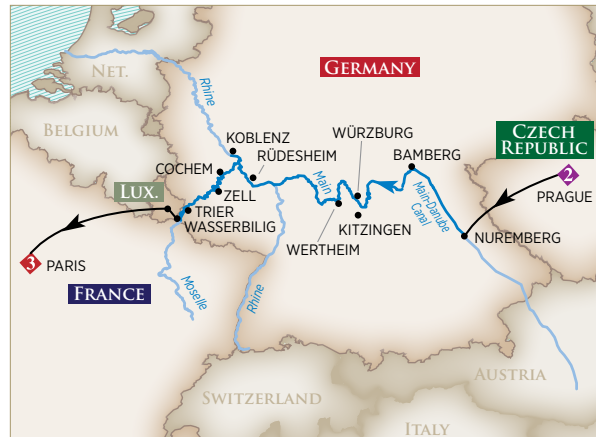 NET.
Rhine
GERMANY
BELGIUM
KOBLENZ
WÜRZBURG
CZECH
REPUBLIC
COCHEM
RÜDESHEIM
BAMBERG
2
LUX.
ZELL
Main
Main-Danube
Canal
PRAGUE
TRIER
WASSERBILIG
KITZINGEN
NUREMBERG
WERTHEIM
3
PARIS
FRANCE
Moselle
Rhine
AUSTRIA
SWITZERLAND
ITALY